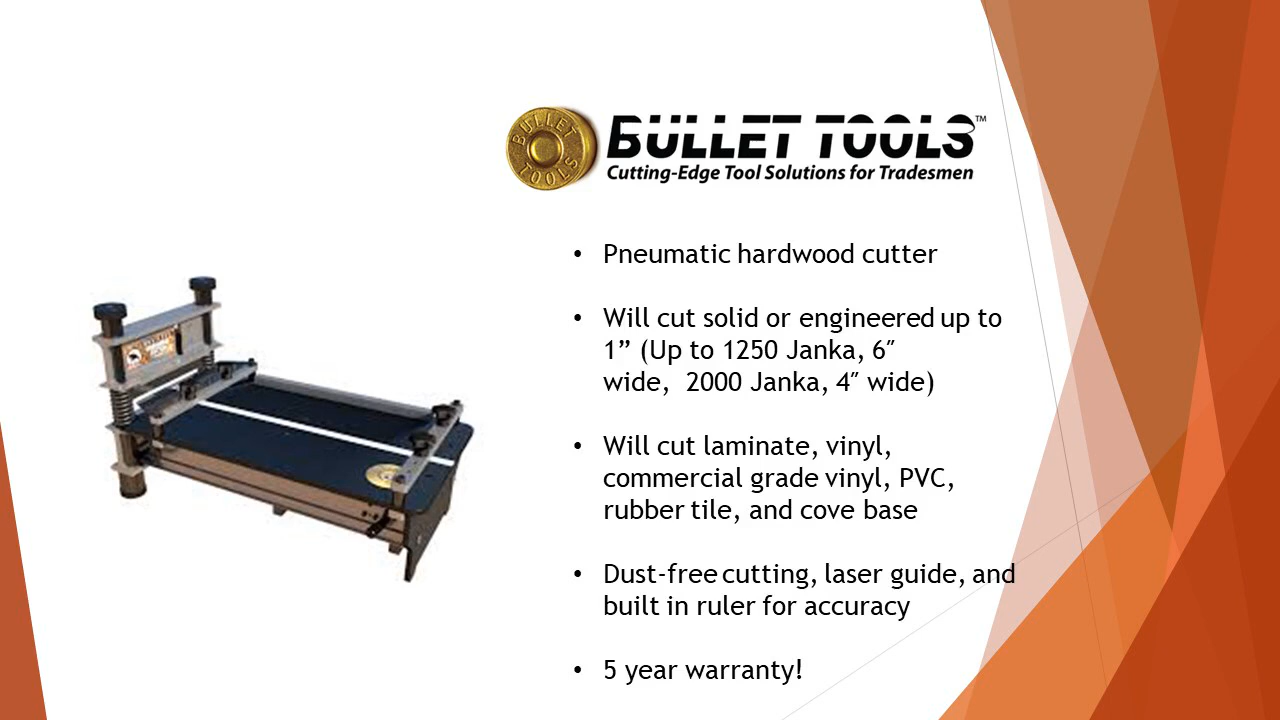 BULLET TOOLS
BULLET TOOLS™
Cutting-Edge Tool Solutions for Tradesmen
• Pneumatic hardwood cutter
• Will cut solid or engineered up to
1” (Up to 1250 Janka, 6″
wide, 2000 Janka, 4″ wide)
• Will cut laminate, vinyl,
commercial grade vinyl, PVC,
rubber tile, and cove base
• Dust-free cutting, laser guide, and
built in ruler for accuracy
• 5 year warranty!